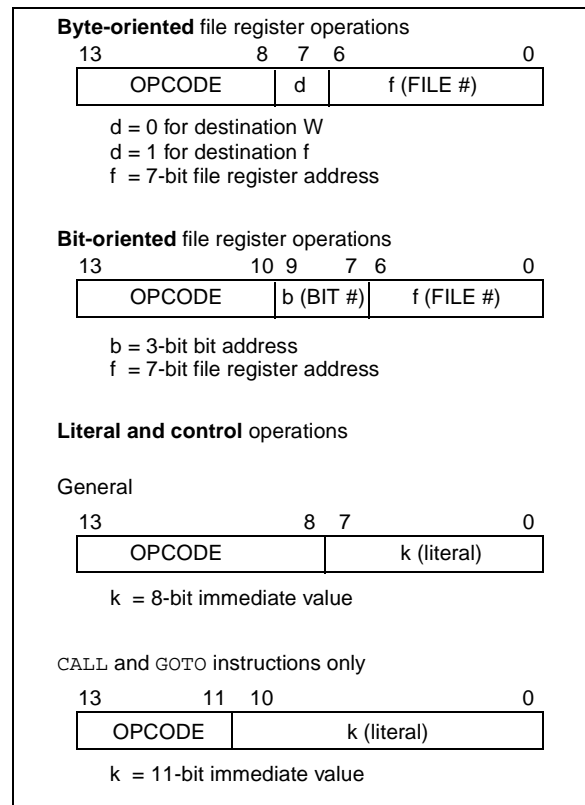 Byte-oriented file register operations
13 8 7 6 0
OPCODE d f (FILE #)
d = 0 for destination W
d = 1 for destination f
f = 7-bit file register address
Bit-oriented file register operations
13 10 9 7 6 0
OPCODE b (BIT #) f (FILE #)
b = 3-bit bit address
f = 7-bit file register address
Literal and control operations
General
13 8 7 0
OPCODE k (literal)
k = 8-bit immediate value
CALL and GOTO instructions only
13 11 10 0
OPCODE k (literal)
k = 11-bit immediate value